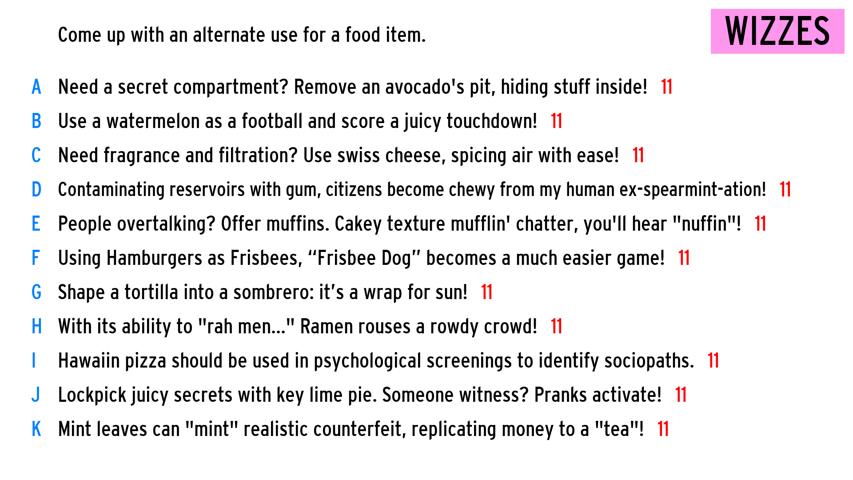 Come up with an alternate use for a food item.
WIZZES
A Need a secret compartment? Remove an avocado's pit, hiding stuff inside! 11
B Use a watermelon as a football and score a juicy touchdown! 11
C Need fragrance and filtration? Use swiss cheese, spicing air with ease! 11
D Contaminating reservoirs with gum, citizens become chewy from my human ex-spearmint-ation! 11
E People overtalking? Offer muffins. Cakey texture mufflin' chatter, you'll hear "nuffin"! 11
F Using Hamburgers as Frisbees, “Frisbee Dog” becomes a much easier game! 11
G Shape a tortilla into a sombrero: it’s a wrap for sun! 11
H With its ability to "rah men..." Ramen rouses a rowdy crowd! 11
I Hawaiin pizza should be used in psychological screenings to identify sociopaths. 11
J Lockpick juicy secrets with key lime pie. Someone witness? Pranks activate! 11
K Mint leaves can "mint" realistic counterfeit, replicating money to a "tea"! 11